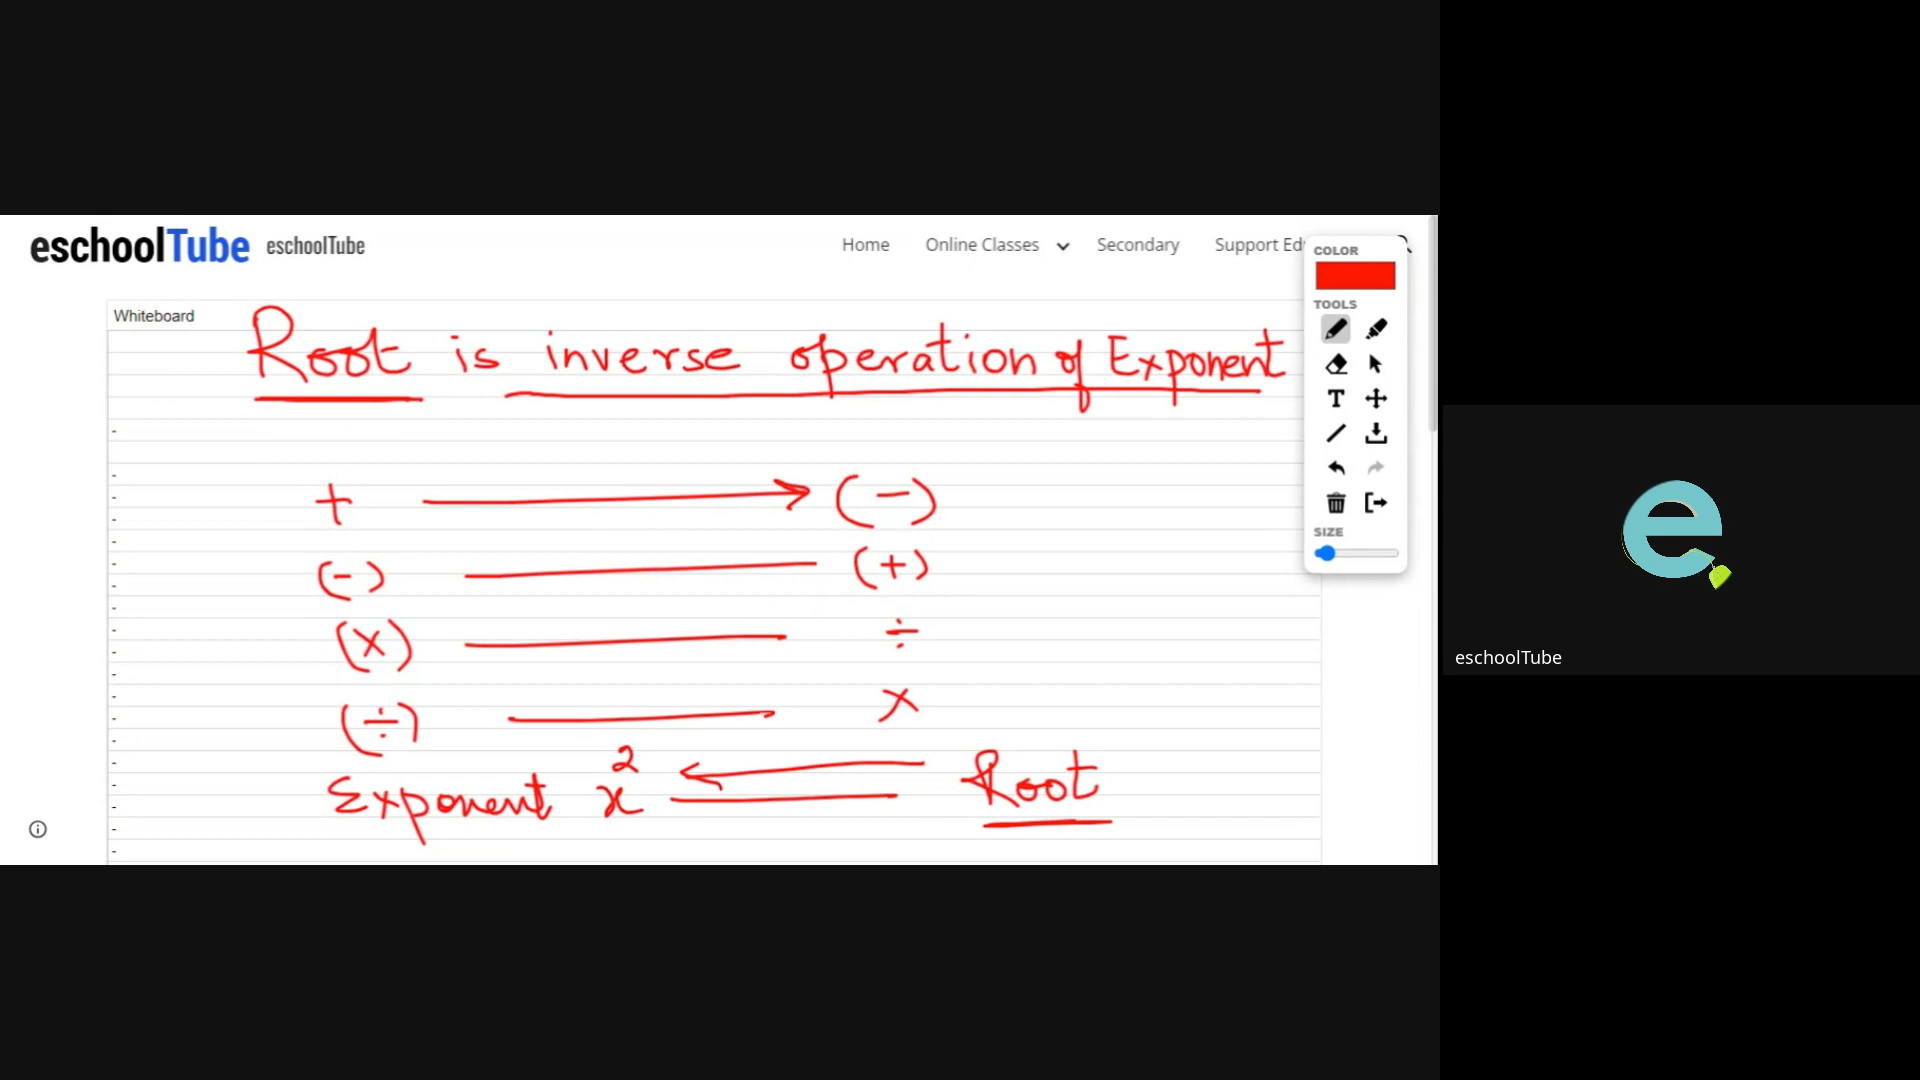 eschoolTube eschoolTube Home Online Classes Secondary Support Ed
COLOR
TOOLS
Whiteboard
Root is inverse operation of Exponent
T
+ (-)
(-) (+)
SIZE
(×) ÷
(÷) ×
Exponent x² Root
e
eschoolTube